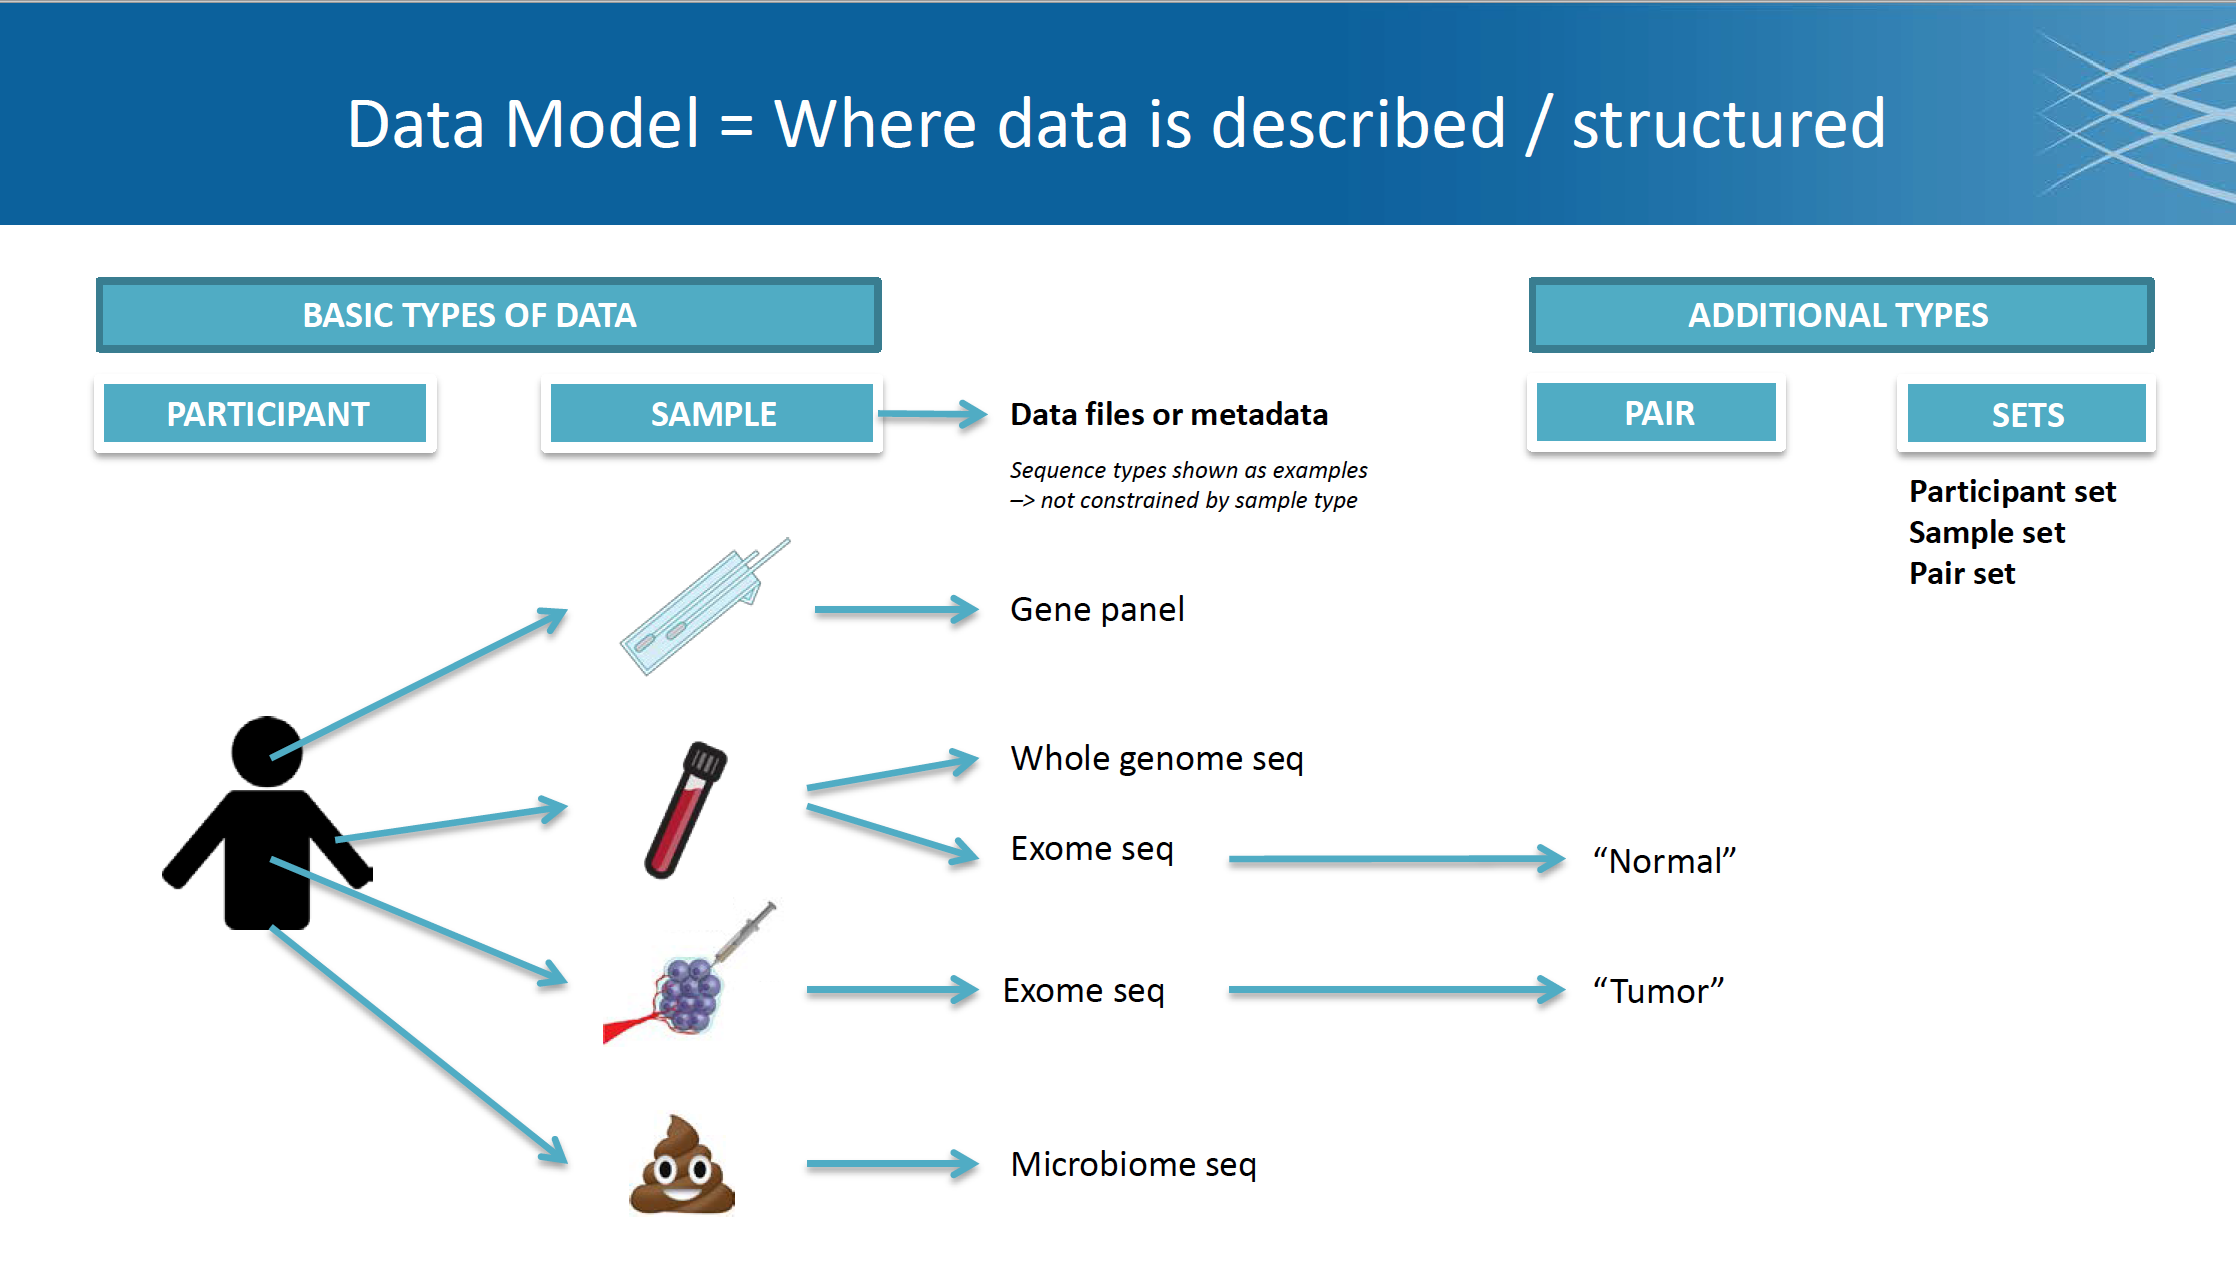 Data Model = Where data is described / structured
BASIC TYPES OF DATA
ADDITIONAL TYPES
PARTICIPANT
SAMPLE
Data files or metadata
Sequence types shown as examples
–> not constrained by sample type
PAIR
SETS
Participant set
Sample set
Pair set
Gene panel
Whole genome seq
Exome seq
“Normal”
Exome seq
“Tumor”
Microbiome seq